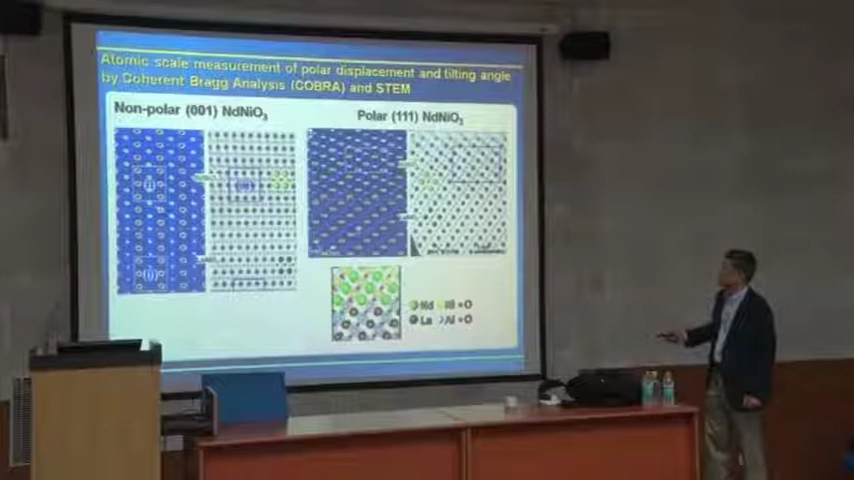 Atomic scale measurement of polar displacement and tilting angle
by Coherent Bragg Analysis (COBRA) and STEM
Non-polar (001) NdNiO3
Polar (111) NdNiO3
Nd Ni O
La Al O